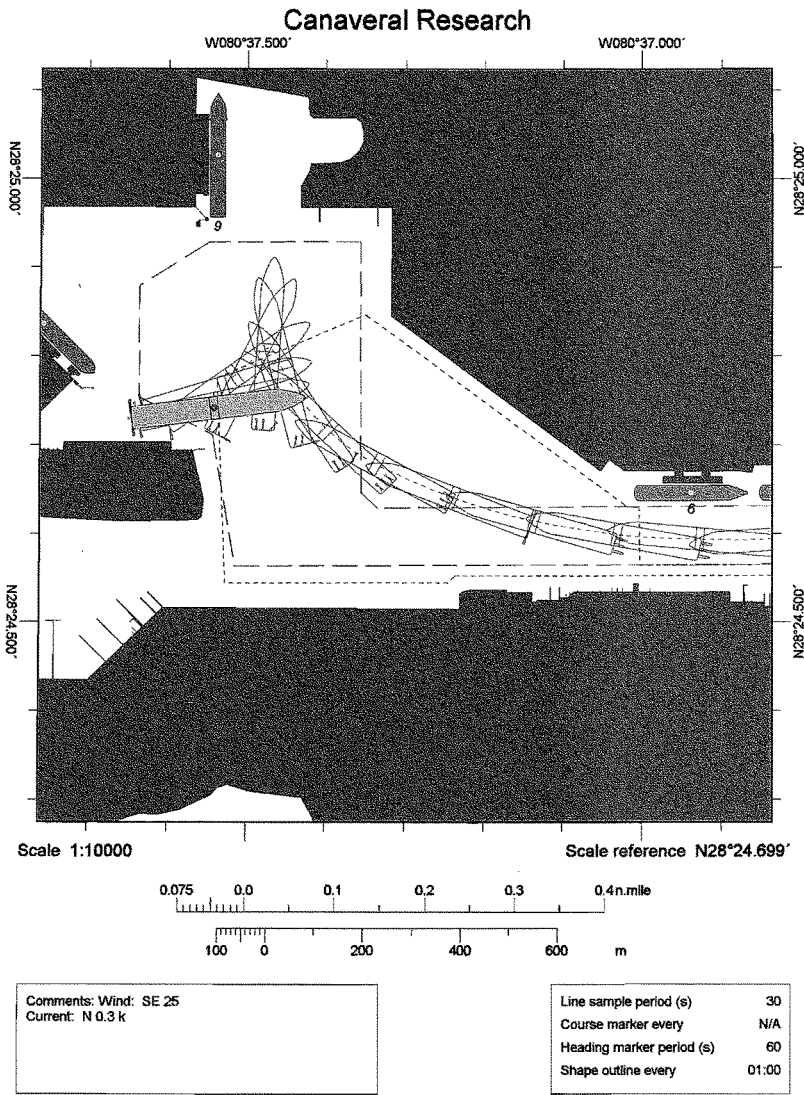 Canaveral Research
W080°37.500´ W080°37.000´
N28°25.000´ N28°25.000´
9
6
N28°24.500´ N28°24.500´
Scale 1:10000 Scale reference N28°24.699´
0.075 0.0 0.1 0.2 0.3 0.4n.mile
100 0 200 400 600 m
Comments: Wind: SE 25
Current: N 0.3 k
Line sample period (s) 30
Course marker every N/A
Heading marker period (s) 60
Shape outline every 01:00